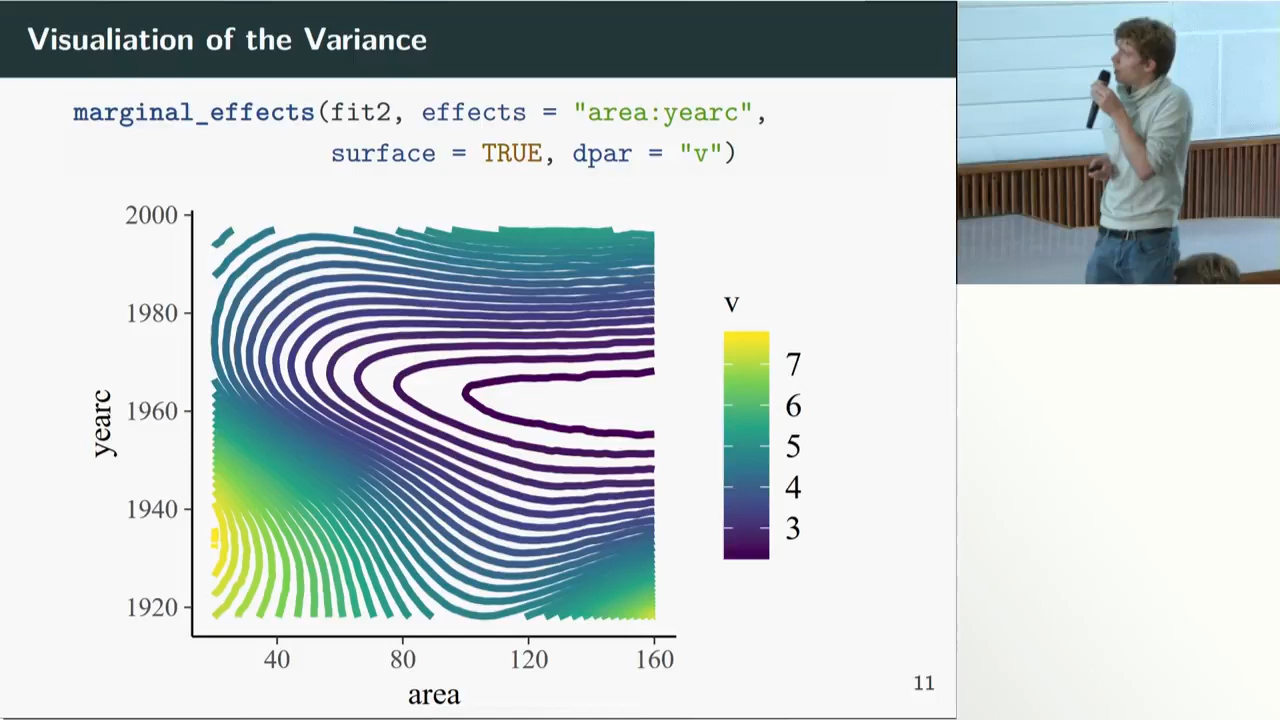 Visualiation of the Variance
marginal_effects(fit2, effects = "area:yearc",
surface = TRUE, dpar = "v")
2000
1980
1960
1940
1920
yearc
40 80 120 160
area
v
7
6
5
4
3
11